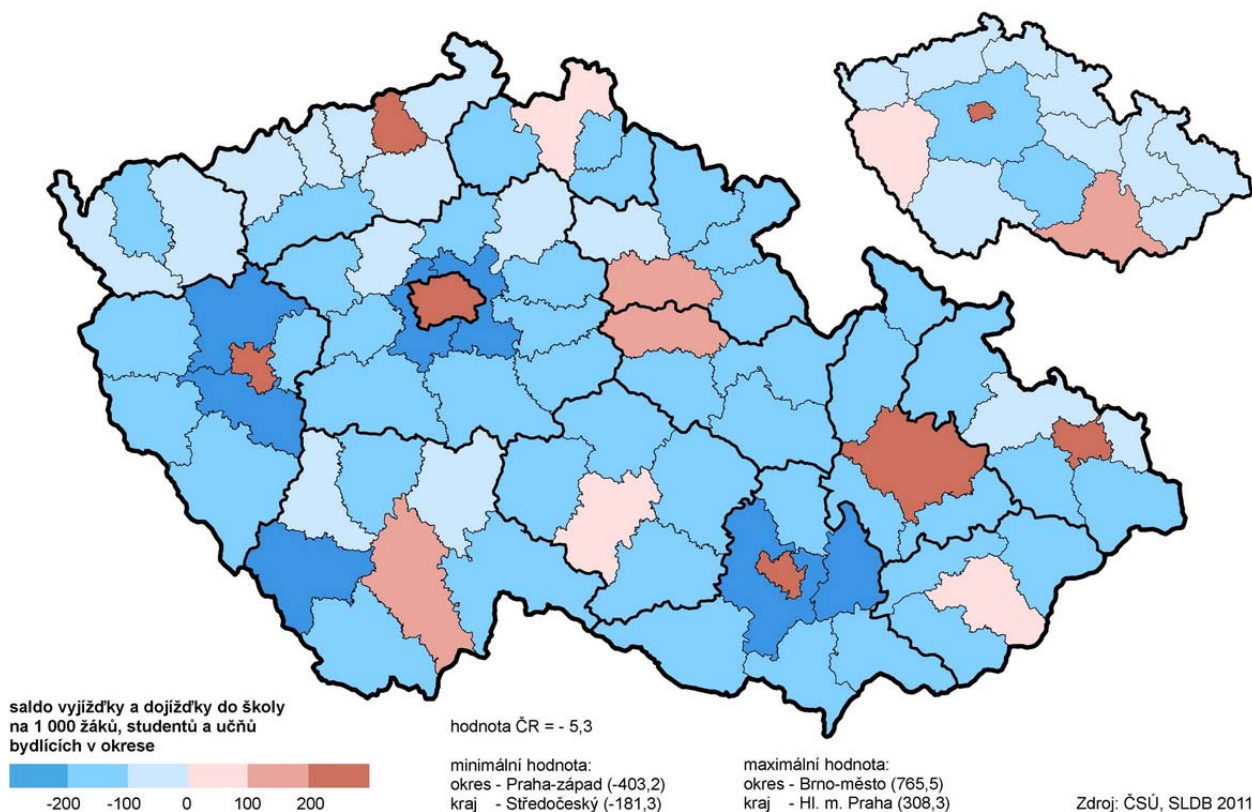 saldo vyjížďky a dojížďky do školy
na 1 000 žáků, studentů a učňů
bydlících v okrese
-200 -100 0 100 200
hodnota ČR = - 5,3
minimální hodnota:
okres - Praha-západ (-403,2)
kraj - Středočeský (-181,3)
maximální hodnota:
okres - Brno-město (765,5)
kraj - Hl. m. Praha (308,3)
Zdroj: ČSÚ, SLDB 2011